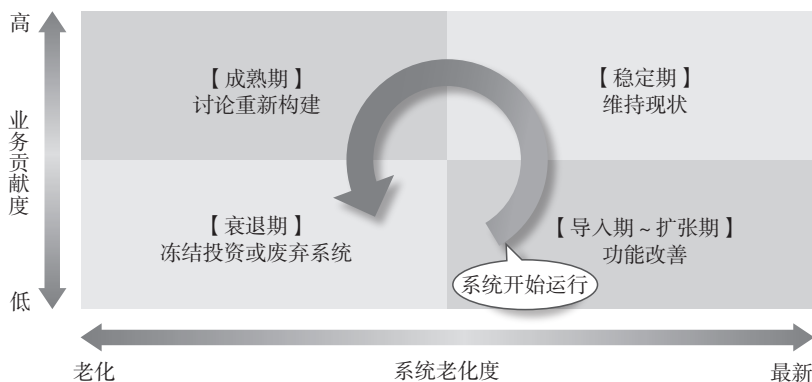 高
业务贡献度
低
【成熟期】
讨论重新构建
【稳定期】
维持现状
【衰退期】
冻结投资或废弃系统
【导入期~扩张期】
功能改善
系统开始运行
老化
系统老化度
最新